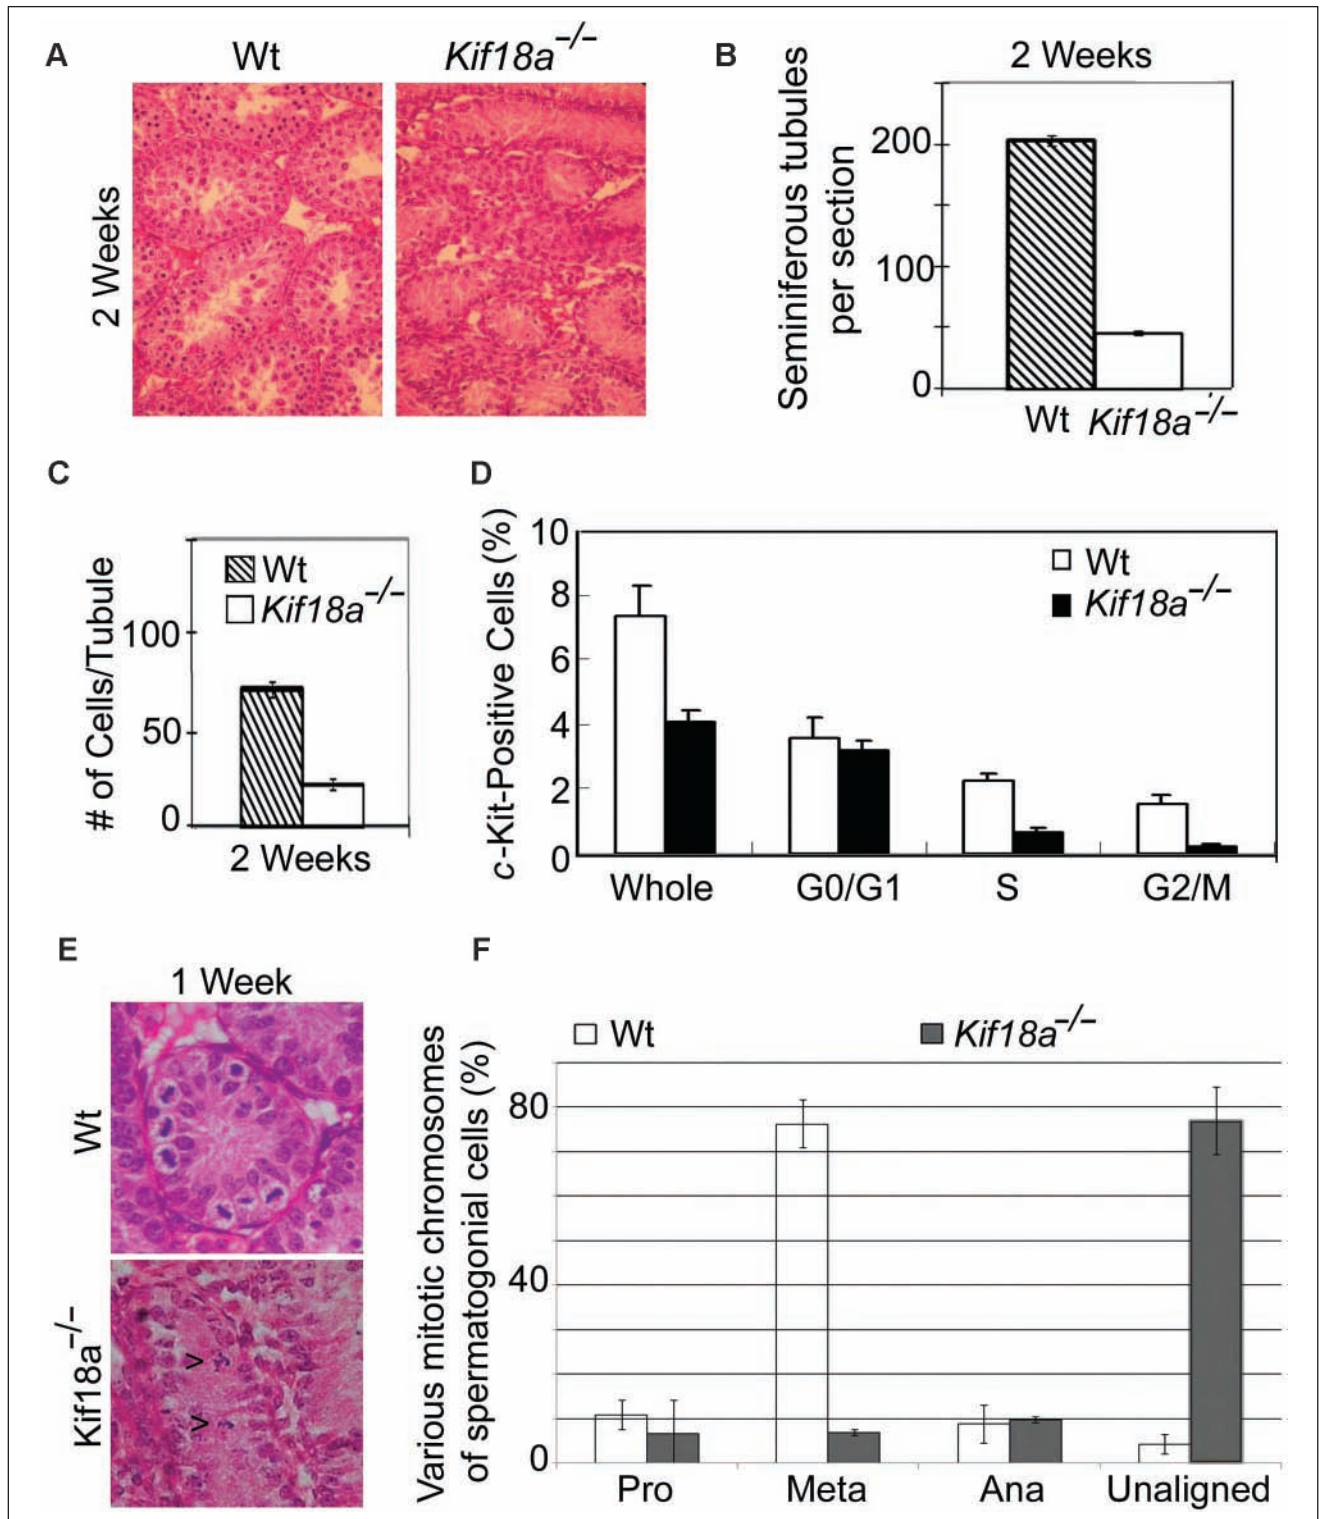 A
Wt
Kif18a−/−
2 Weeks
B
2 Weeks
Seminiferous tubules
per section
200
100
0
Wt
Kif18a−/−
C
# of Cells/Tubule
100
50
0
Wt
Kif18a−/−
2 Weeks
D
c-Kit-Positive Cells (%)
10
8
6
4
2
0
Wt
Kif18a−/−
Whole
G0/G1
S
G2/M
E
1 Week
Wt
Kif18a−/−
>
>
F
Wt
Kif18a−/−
Various mitotic chromosomes
of spermatogonial cells (%)
80
40
0
Pro
Meta
Ana
Unaligned